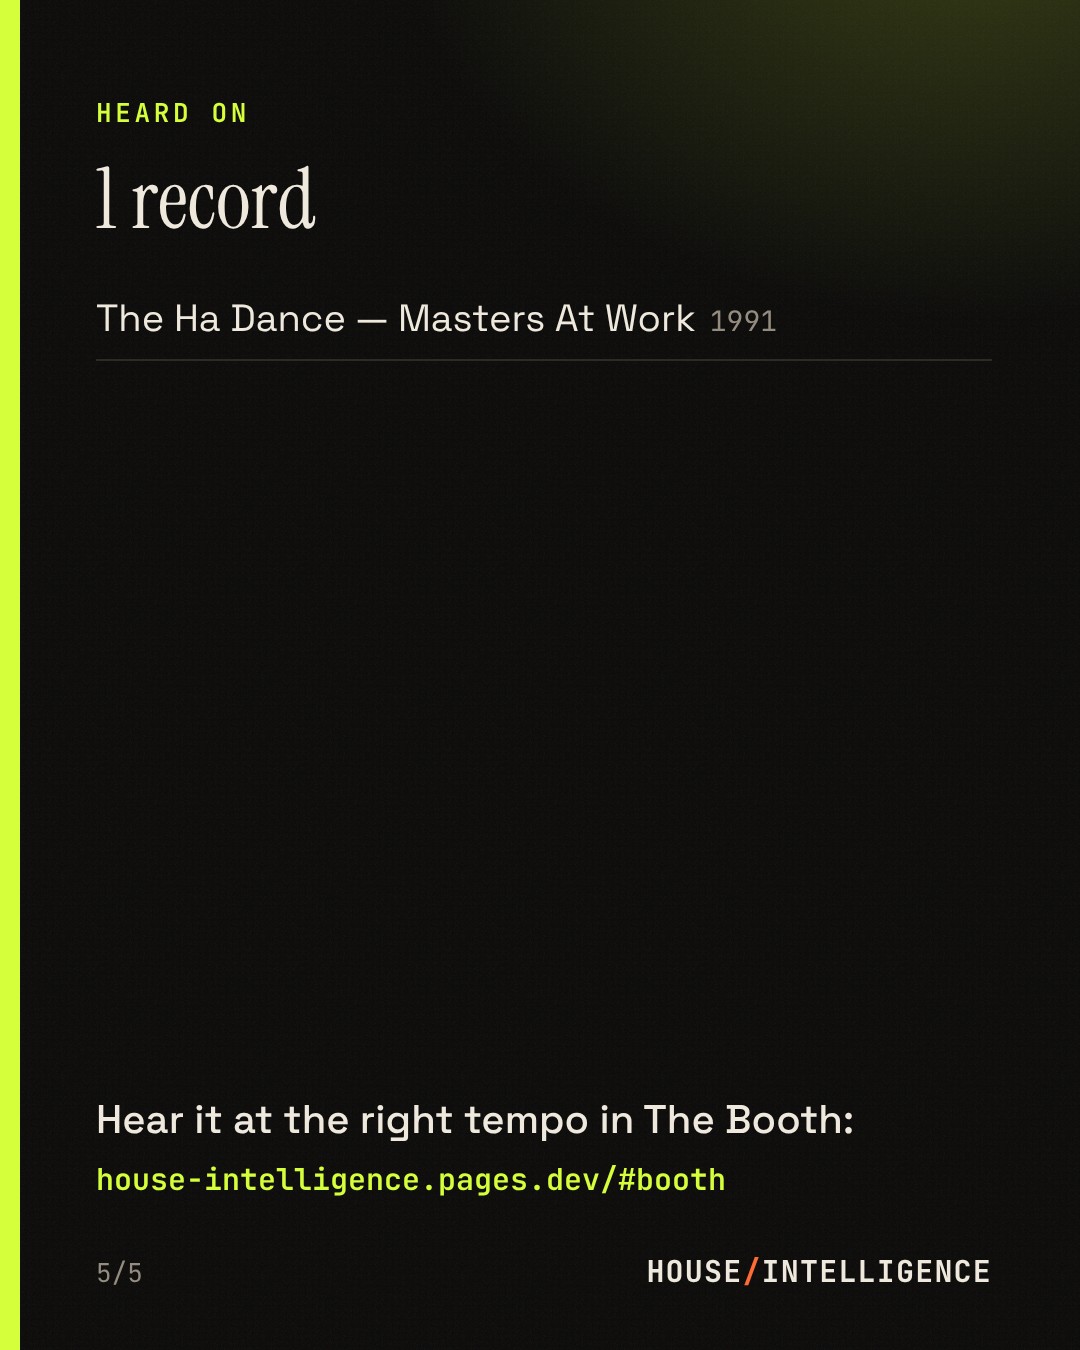 HEARD ON
1 record
The Ha Dance — Masters At Work 1991
Hear it at the right tempo in The Booth:
house-intelligence.pages.dev/#booth
5/5
HOUSE/INTELLIGENCE